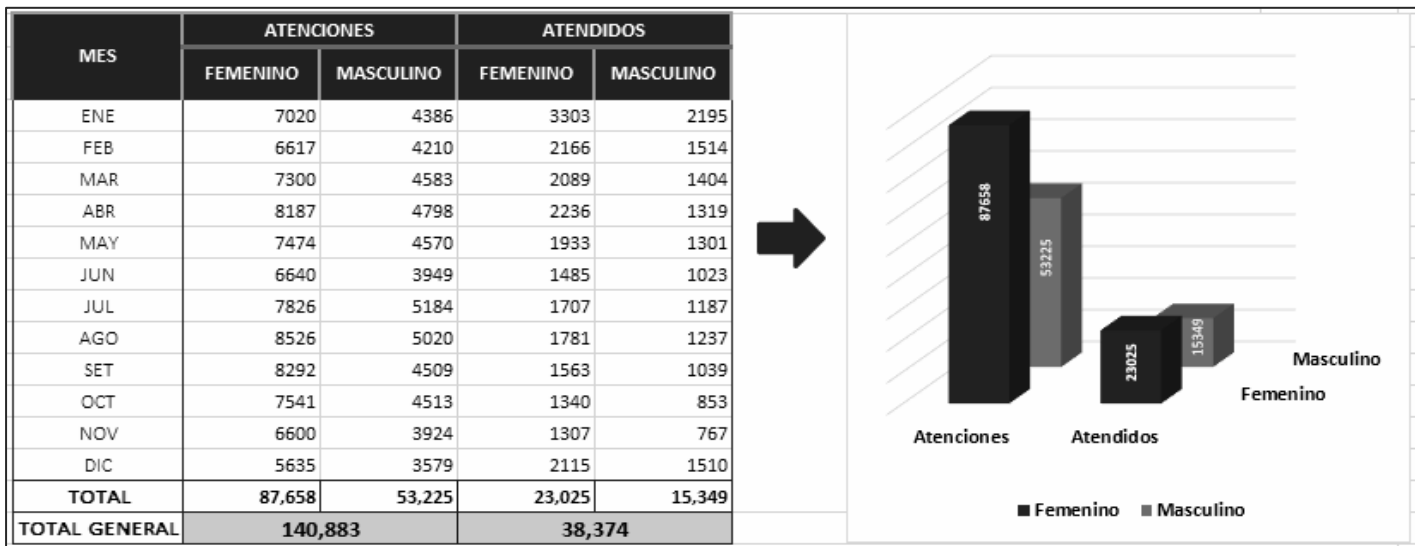 MES ATENCIONES ATENDIDOS
FEMENINO MASCULINO FEMENINO MASCULINO
ENE 7020 4386 3303 2195
FEB 6617 4210 2166 1514
MAR 7300 4583 2089 1404
ABR 8187 4798 2236 1319
MAY 7474 4570 1933 1301
JUN 6640 3949 1485 1023
JUL 7826 5184 1707 1187
AGO 8526 5020 1781 1237
SET 8292 4509 1563 1039
OCT 7541 4513 1340 853
NOV 6600 3924 1307 767
DIC 5635 3579 2115 1510
TOTAL 87,658 53,225 23,025 15,349
TOTAL GENERAL 140,883 38,374
87658
53225
23025
15349
Masculino
Femenino
Atenciones Atendidos
Femenino Masculino